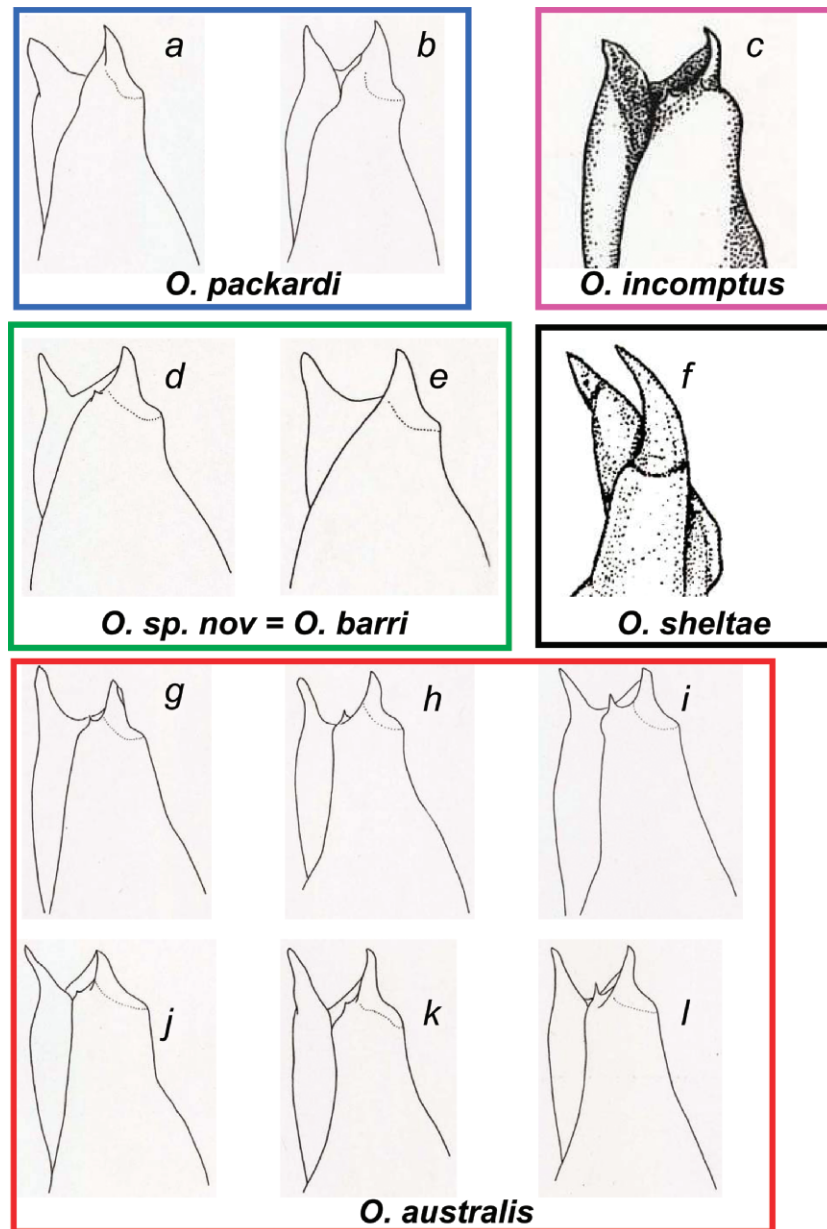 a b c
O. packardi O. incomptus
d e f
O. sp. nov = O. barri O. sheltae
g h i
j k l
O. australis